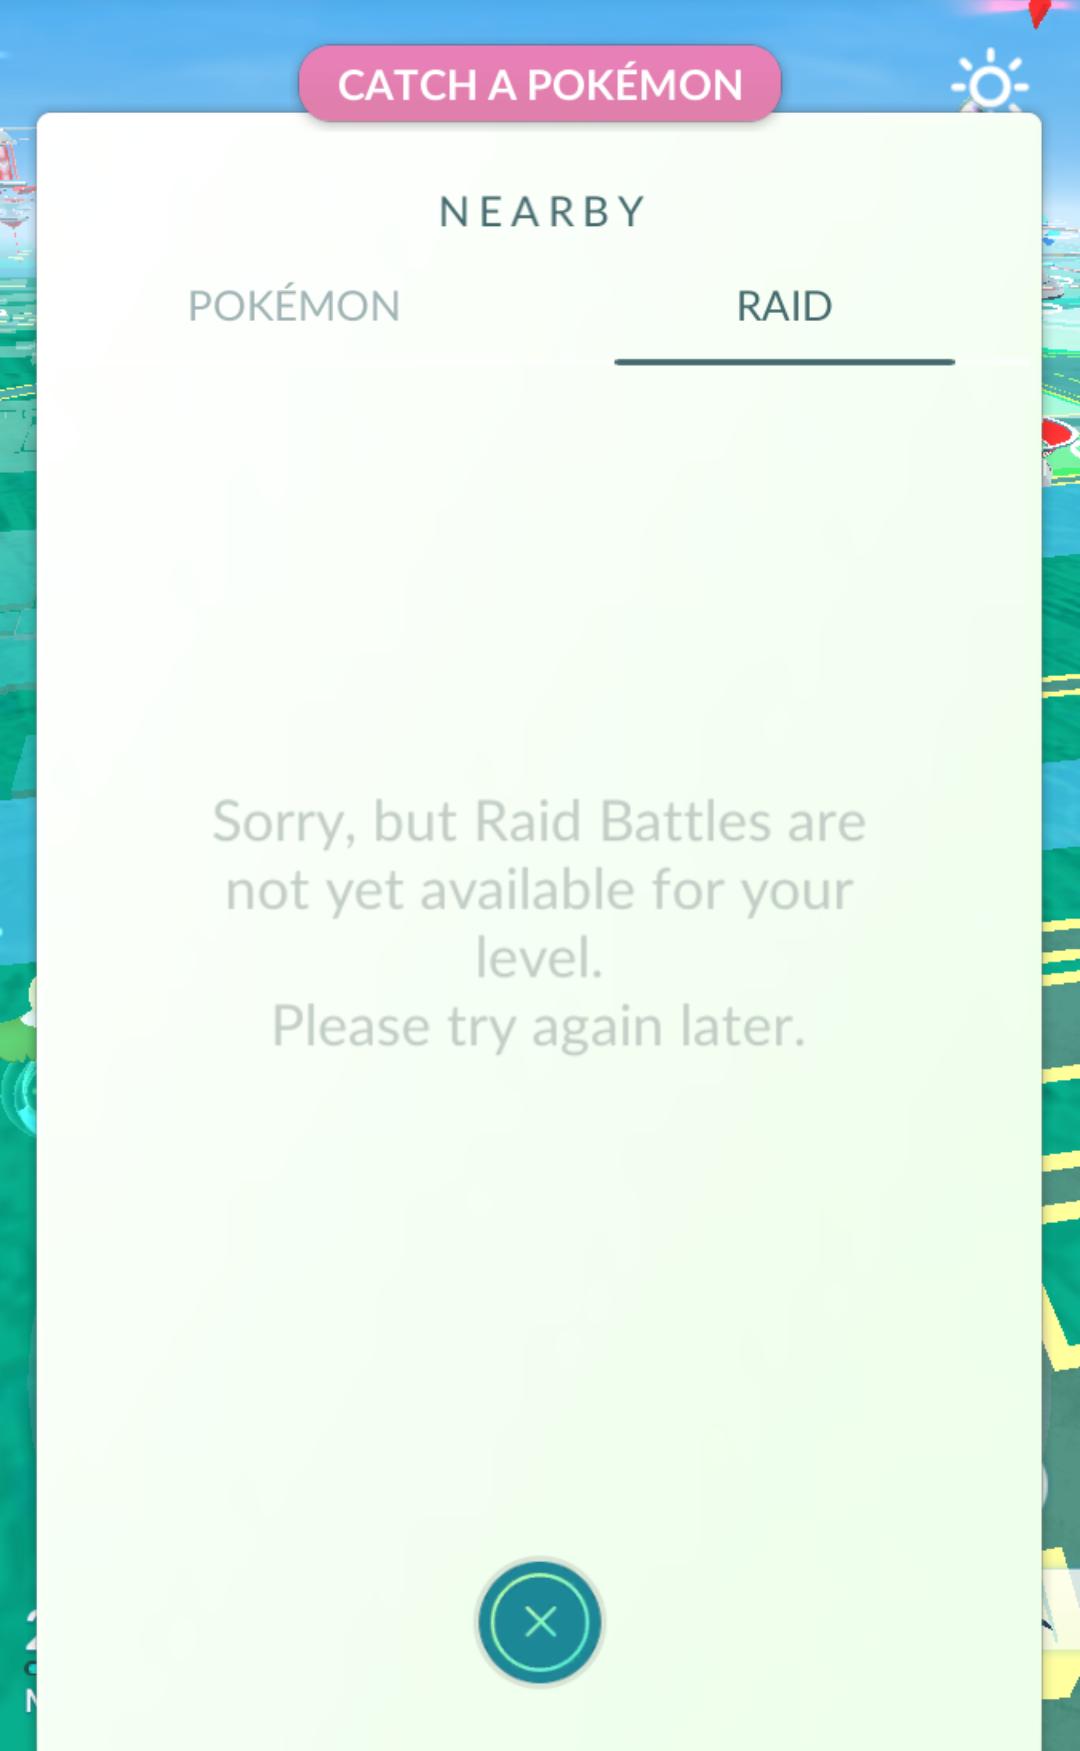 CATCH A POKÉMON
NEARBY
POKÉMON
RAID
Sorry, but Raid Battles are
not yet available for your
level.
Please try again later.